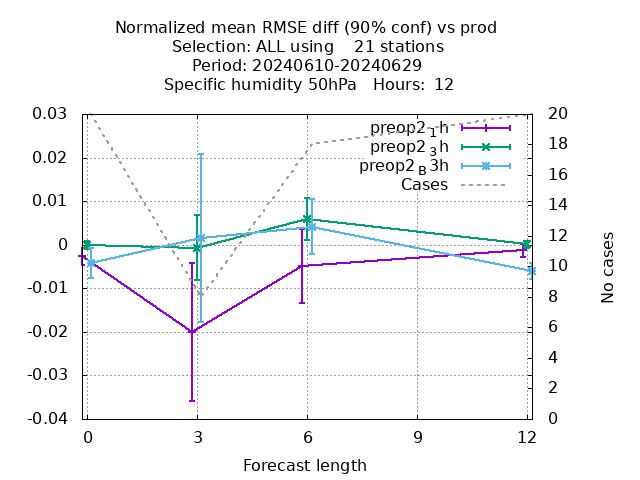 Normalized mean RMSE diff (90% conf) vs prod
Selection: ALL using    21 stations
Period: 20240610-20240629
Specific humidity 50hPa   Hours:  12
0.03
0.02
0.01
0
-0.01
-0.02
-0.03
-0.04
20
18
16
14
12
10
8
6
4
2
0
preop2₁h
preop2₃h
preop2_B3h
Cases
No cases
0
3
6
9
12
Forecast length